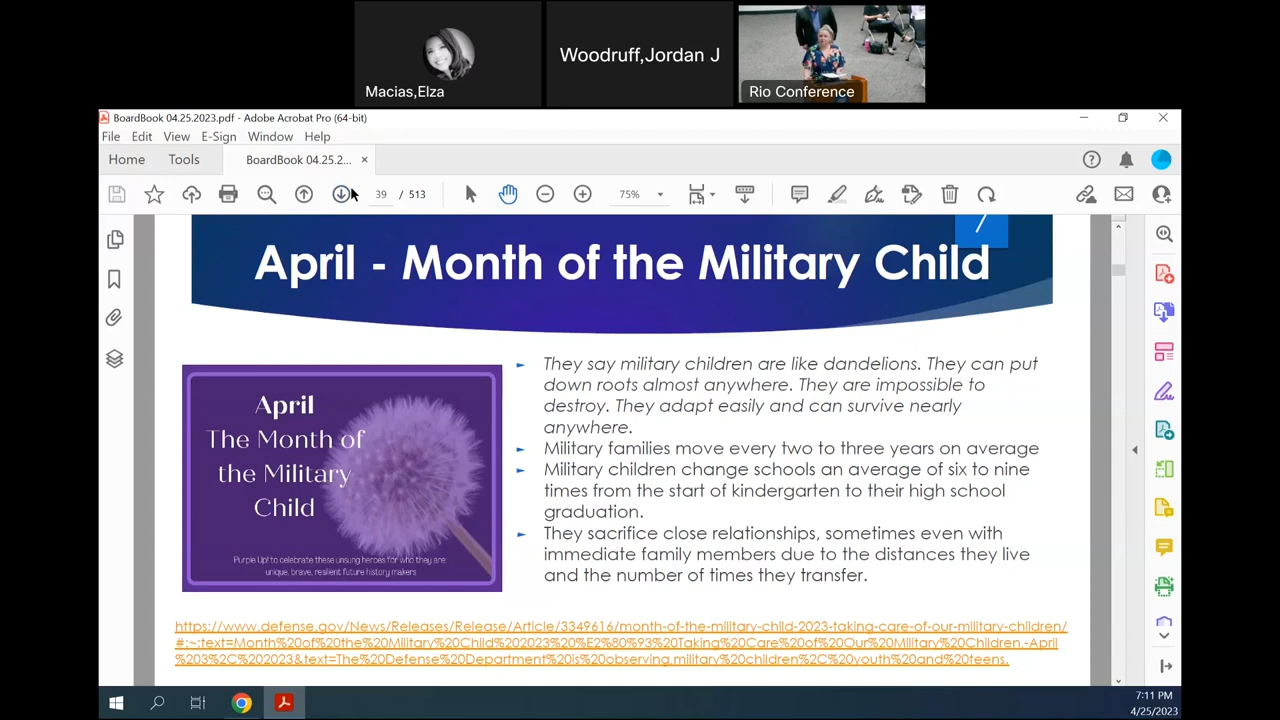 Macias,Elza
Woodruff,Jordan J
Rio Conference
BoardBook 04.25.2023.pdf - Adobe Acrobat Pro (64-bit)
File Edit View E-Sign Window Help
Home Tools BoardBook 04.25.2... ×
39 / 513 75%
7
April - Month of the Military Child
April
The Month of
the Military
Child
Purple Up! to celebrate these unsung heroes for who they are:
unique, brave, resilient future history makers
► They say military children are like dandelions. They can put
down roots almost anywhere. They are impossible to
destroy. They adapt easily and can survive nearly
anywhere.
► Military families move every two to three years on average
► Military children change schools an average of six to nine
times from the start of kindergarten to their high school
graduation.
► They sacrifice close relationships, sometimes even with
immediate family members due to the distances they live
and the number of times they transfer.
https://www.defense.gov/News/Releases/Release/Article/3349616/month-of-the-military-child-2023-taking-care-of-our-military-children/
#:~:text=Month%20of%20the%20Military%20Child%202023%20%E2%80%93%20Taking%20Care%20of%20Our%20Military%20Children,-April
%203%2C%202023&text=The%20Defense%20Department%20is%20observing,military%20children%2C%20youth%20and%20teens.
7:11 PM
4/25/2023